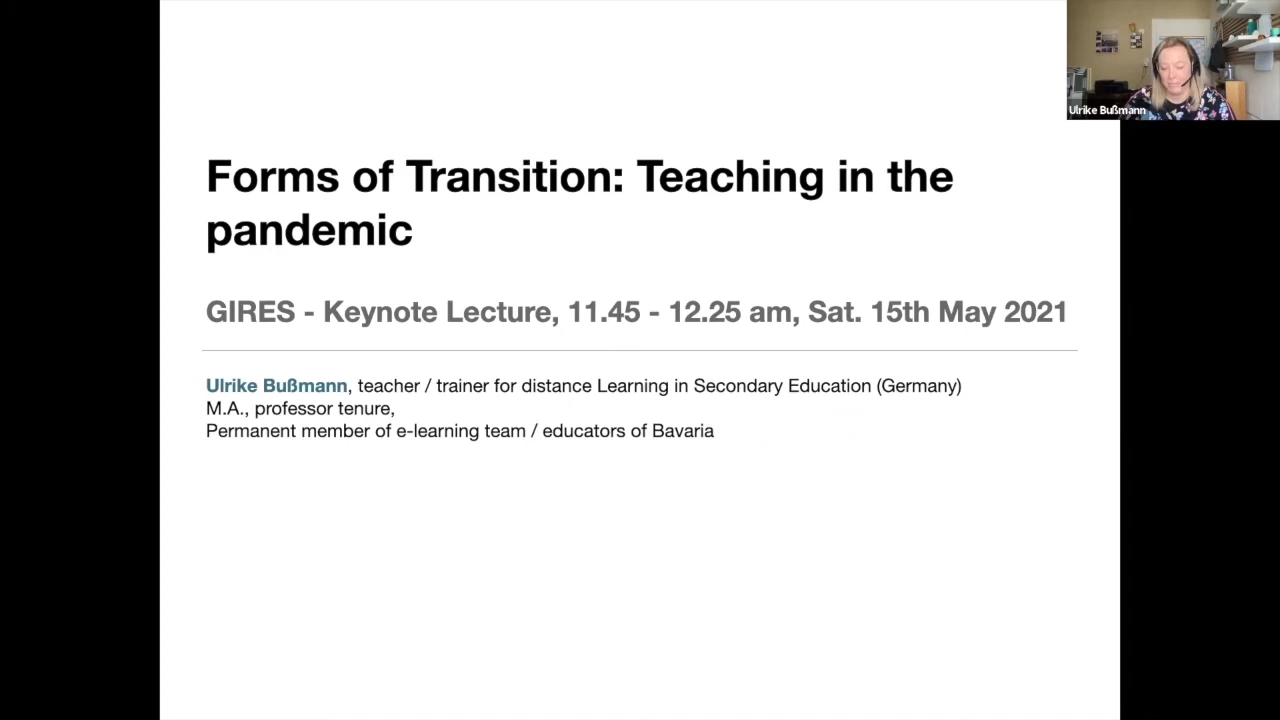 Ulrike Bußmann
Forms of Transition: Teaching in the
pandemic
GIRES - Keynote Lecture, 11.45 - 12.25 am, Sat. 15th May 2021
Ulrike Bußmann, teacher / trainer for distance Learning in Secondary Education (Germany)
M.A., professor tenure,
Permanent member of e-learning team / educators of Bavaria